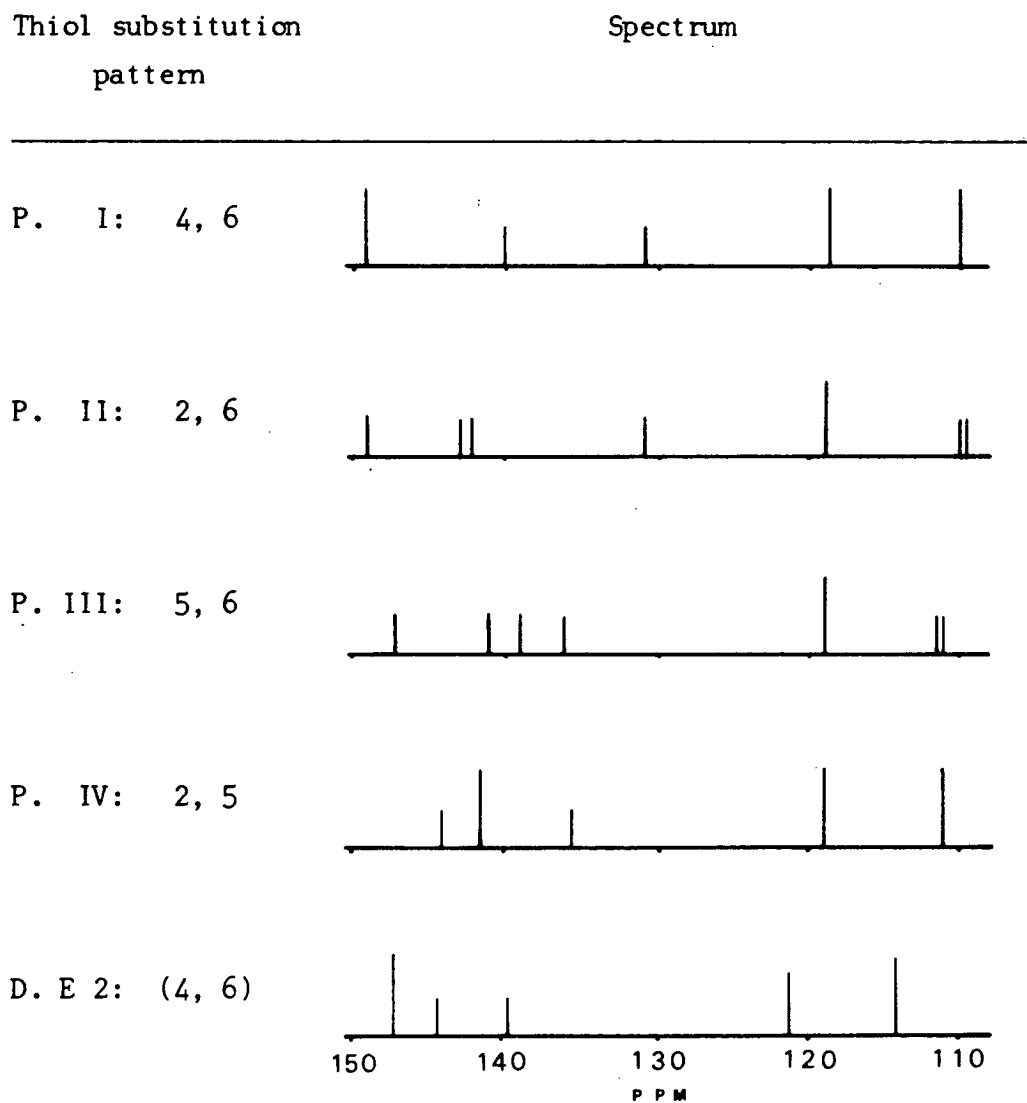 Thiol substitution pattern
Spectrum
P. I: 4, 6
P. II: 2, 6
P. III: 5, 6
P. IV: 2, 5
D. E 2: (4, 6)
150 140 130 120 110
PPM